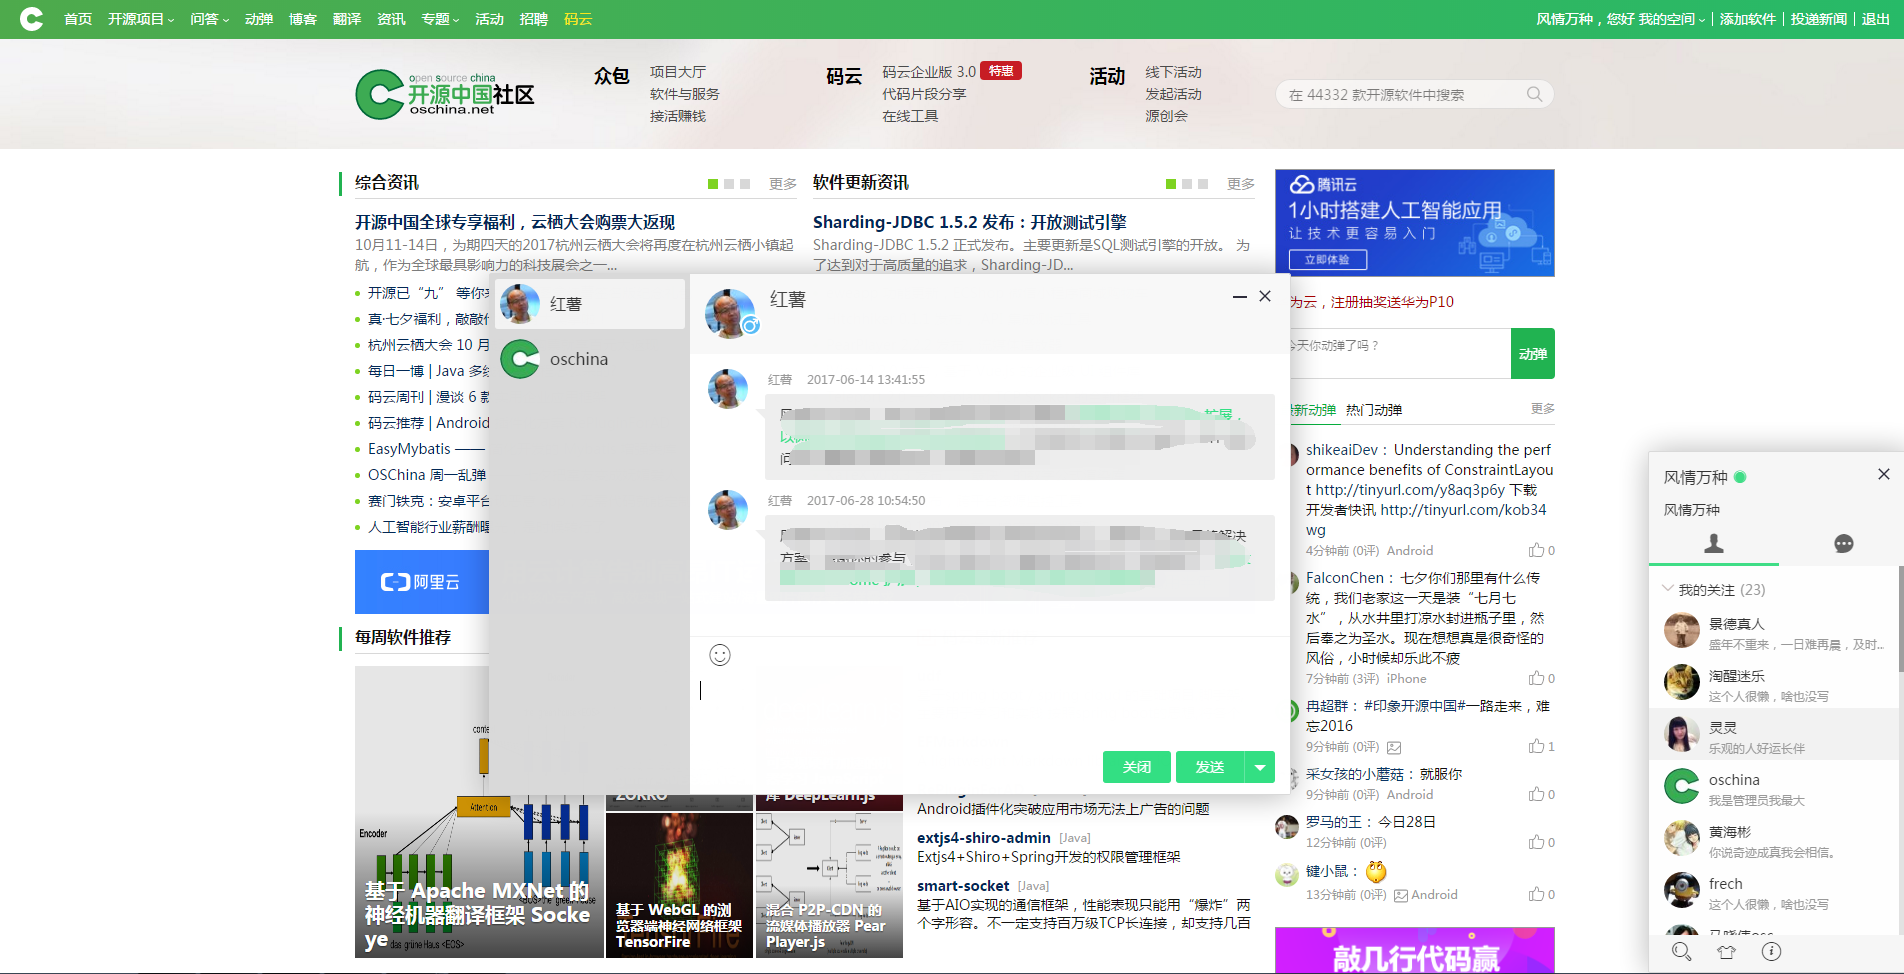 首页 开源项目 问答 动弹 博客 翻译 资讯 专题 活动 招聘 码云
风情万种，您好 我的空间 | 添加软件 | 投递新闻 | 退出
open source china
开源中国社区
oschina.net
众包
项目大厅
软件与服务
接活赚钱
码云
码云企业版 3.0 特惠
代码片段分享
在线工具
活动
线下活动
发起活动
源创会
在 44332 款开源软件中搜索
综合资讯
更多
开源中国全球专享福利，云栖大会购票大返现
10月11-14日，为期四天的2017杭州云栖大会将再度在杭州云栖小镇起
航，作为全球最具影响力的科技展会之一...
开源已“九” 等你
真·七夕福利，敲敲
杭州云栖大会 10 月
每日一博 | Java 多
码云周刊 | 漫谈 6
码云推荐 | Android
EasyMybatis ——
OSChina 周一乱弹
赛门铁克：安卓平台
人工智能行业薪酬
阿里云
软件更新资讯
更多
Sharding-JDBC 1.5.2 发布：开放测试引擎
Sharding-JDBC 1.5.2 正式发布。主要更新是SQL测试引擎的开放。 为
了达到对于高质量的追求，Sharding-JD...
红薯
oschina
红薯
红薯 2017-06-14 13:41:55
扩展，
问
红薯 2017-06-28 10:54:50
解决
方案
的参与
关闭
发送
每周软件推荐
Attention
Encoder
das grüne Haus <EOS>
基于 Apache MXNet 的
神经机器翻译框架 Socke
ye
ZORRO
库 DeepLearn.js
基于 WebGL 的浏
览器端神经网络框架
TensorFire
混合 P2P-CDN 的
流媒体播放器 Pear
Player.js
Android插件化突破应用市场无法上广告的问题
extjs4-shiro-admin [Java]
Extjs4+Shiro+Spring开发的权限管理框架
smart-socket [Java]
基于AIO实现的通信框架，性能表现只能用“爆炸”两
个字形容。不一定支持百万级TCP长连接，却支持几百
腾讯云
1小时搭建人工智能应用
让技术更容易入门
立即体验
为云，注册抽奖送华为P10
今天你动弹了吗？
动弹
最新动弹 热门动弹
更多
shikeaiDev：Understanding the perf
ormance benefits of ConstraintLayou
t http://tinyurl.com/y8aq3p6y 下载
开发者快讯 http://tinyurl.com/kob34
wg
4分钟前 (0评) Android
0
FalconChen：七夕你们那里有什么传
统，我们老家这一天是装“七月七
水”，从水井里打凉水封进瓶子里，然
后奉之为圣水。现在想想真是很奇怪的
风俗，小时候却乐此不疲
7分钟前 (3评) iPhone
0
冉超群：#印象开源中国#一路走来，难
忘2016
9分钟前 (0评)
1
采女孩的小蘑菇：就服你
9分钟前 (0评) Android
0
罗马的王：今日28日
12分钟前 (0评)
0
键小鼠：
13分钟前 (0评) Android
0
敲几行代码赢
风情万种
风情万种
我的关注 (23)
景德真人
盛年不重来，一日难再晨，及时...
淘醒迷乐
这个人很懒，啥也没写
灵灵
乐观的人好运长伴
oschina
我是管理员我最大
黄海彬
你说奇迹成真我会相信。
frech
这个人很懒，啥也没写